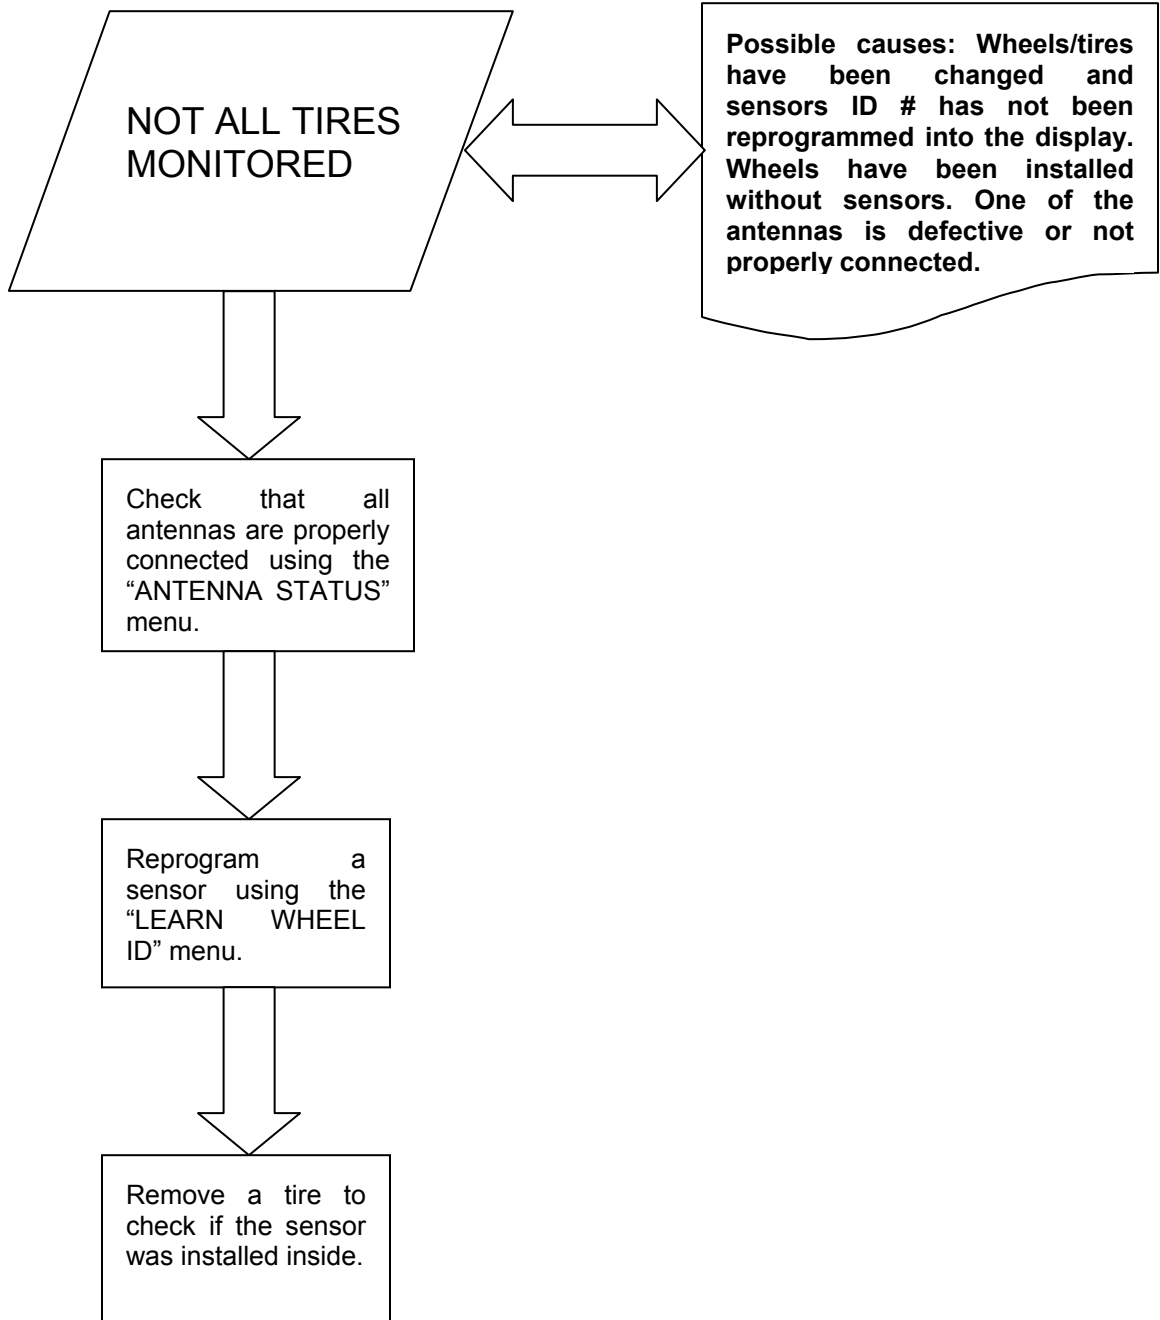 NOT ALL TIRES
MONITORED
Possible causes: Wheels/tires
have been changed and
sensors ID # has not been
reprogrammed into the display.
Wheels have been installed
without sensors. One of the
antennas is defective or not
properly connected.
Check that all
antennas are properly
connected using the
“ANTENNA STATUS”
menu.
Reprogram a
sensor using the
“LEARN WHEEL
ID” menu.
Remove a tire to
check if the sensor
was installed inside.